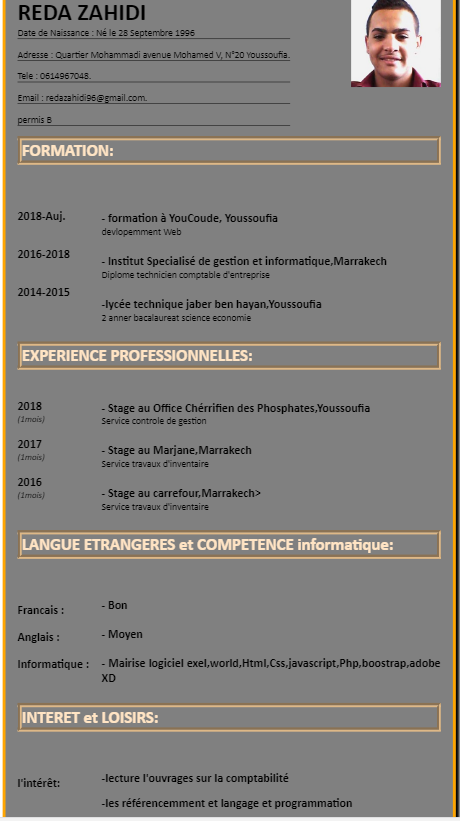 REDA ZAHIDI
Date de Naissance : Né le 28 Septembre 1996
Adresse : Quartier Mohammadi avenue Mohamed V, N°20 Youssoufia.
Tele : 0614967048.
Email : redazahidi96@gmail.com.
permis B
FORMATION:
2018-Auj.
- formation à YouCoude, Youssoufia
devlopemment Web
2016-2018
- Institut Specialisé de gestion et informatique,Marrakech
Diplome technicien comptable d'entreprise
2014-2015
-lycée technique jaber ben hayan,Youssoufia
2 anner bacalaureat science economie
EXPERIENCE PROFESSIONNELLES:
2018
- Stage au Office Chérrifien des Phosphates,Youssoufia
(1mois)
Service controle de gestion
2017
- Stage au Marjane,Marrakech
(1mois)
Service travaux d'inventaire
2016
- Stage au carrefour,Marrakech>
(1mois)
Service travaux d'inventaire
LANGUE ETRANGERES et COMPETENCE informatique:
Francais : - Bon
Anglais : - Moyen
Informatique : - Mairise logiciel exel,world,Html,Css,javascript,Php,boostrap,adobe
XD
INTERET et LOISIRS:
l'intérêt: -lecture l'ouvrages sur la comptabilité
-les référencemment et langage et programmation